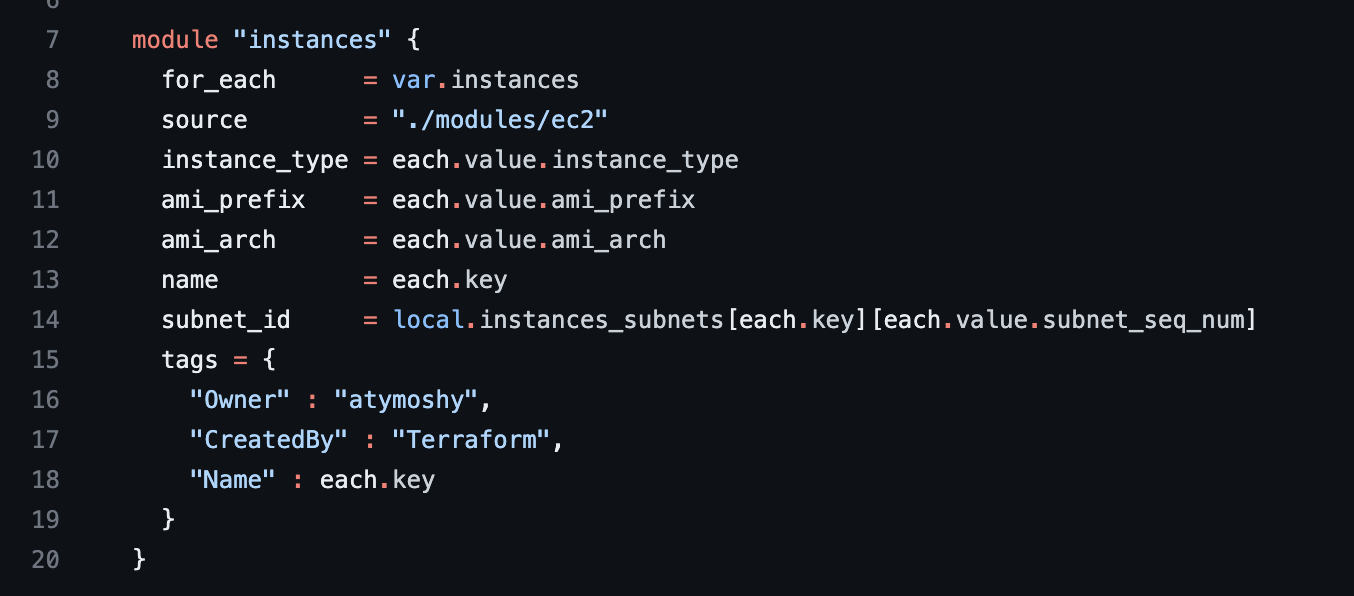 7 module "instances" {
8 for_each = var.instances
9 source = "./modules/ec2"
10 instance_type = each.value.instance_type
11 ami_prefix = each.value.ami_prefix
12 ami_arch = each.value.ami_arch
13 name = each.key
14 subnet_id = local.instances_subnets[each.key][each.value.subnet_seq_num]
15 tags = {
16 "Owner" : "atymoshy",
17 "CreatedBy" : "Terraform",
18 "Name" : each.key
19 }
20 }